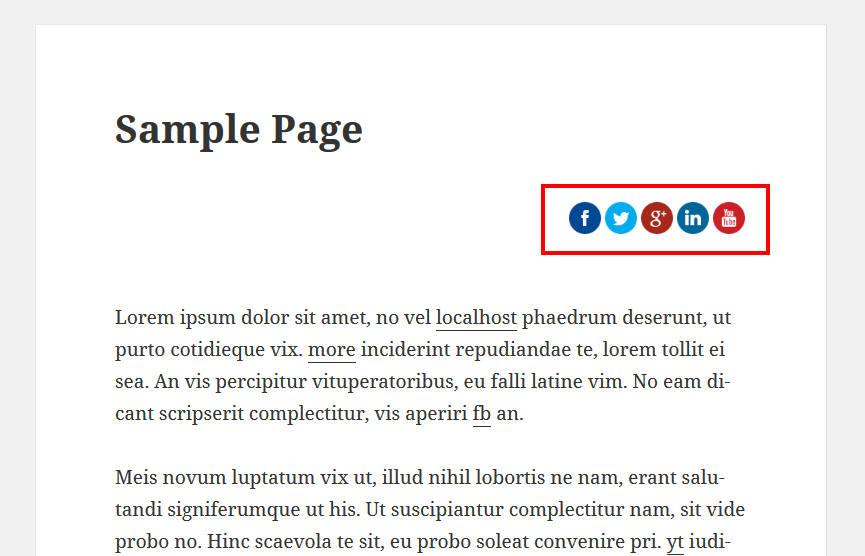 Sample Page
f g+ in You Tube
Lorem ipsum dolor sit amet, no vel localhost phaedrum deserunt, ut
purto cotidieque vix. more inciderint repudiandae te, lorem tollit ei
sea. An vis percipitur vituperatoribus, eu falli latine vim. No eam di-
cant scripserit complectitur, vis aperiri fb an.
Meis novum luptatum vix ut, illud nihil lobortis ne nam, erant salu-
tandi signiferumque ut his. Ut suscipiantur complectitur nam, sit vide
probo no. Hinc scaevola te sit, eu probo soleat convenire pri. yt iudi-